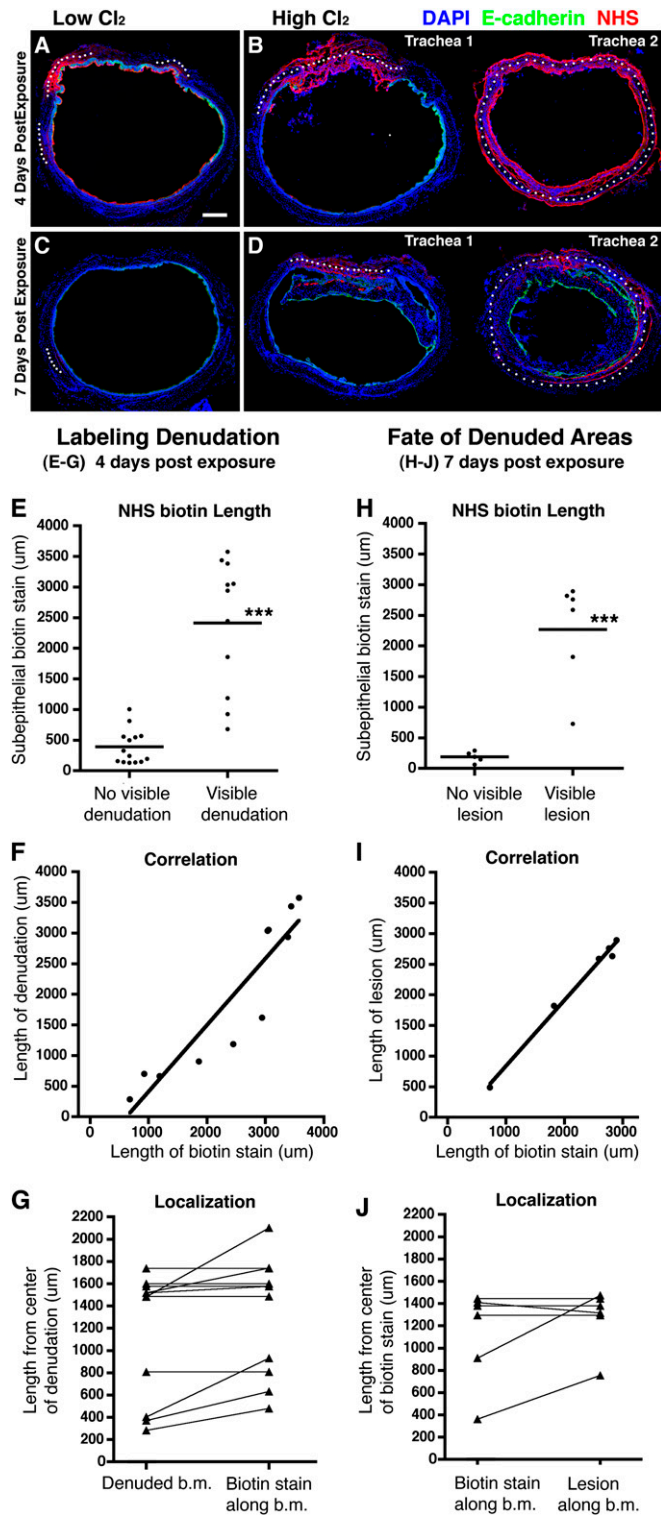 Low Cl2 High Cl2 DAPI E-cadherin NHS
A B Trachea 1 Trachea 2
4 Days PostExposure
C D Trachea 1 Trachea 2
7 Days Post Exposure
Labeling Denudation
(E-G) 4 days post exposure
Fate of Denuded Areas
(H-J) 7 days post exposure
E
NHS biotin Length
Subepithelial biotin stain (um)
4000
3500
3000
2500
2000
1500
1000
500
0
***
No visible denudation
Visible denudation
H
NHS biotin Length
Subepithelial biotin stain (um)
4000
3500
3000
2500
2000
1500
1000
500
0
***
No visible lesion
Visible lesion
F
Correlation
Length of denudation (um)
4000
3500
3000
2500
2000
1500
1000
500
0
0 1000 2000 3000 4000
Length of biotin stain (um)
I
Correlation
Length of lesion (um)
4000
3500
3000
2500
2000
1500
1000
500
0
0 1000 2000 3000
Length of biotin stain (um)
G
Localization
Length from center of denudation (um)
2200
2000
1800
1600
1400
1200
1000
800
600
400
200
0
Denuded b.m.
Biotin stain along b.m.
J
Localization
Length from center of biotin stain (um)
2200
2000
1800
1600
1400
1200
1000
800
600
400
200
0
Biotin stain along b.m.
Lesion along b.m.